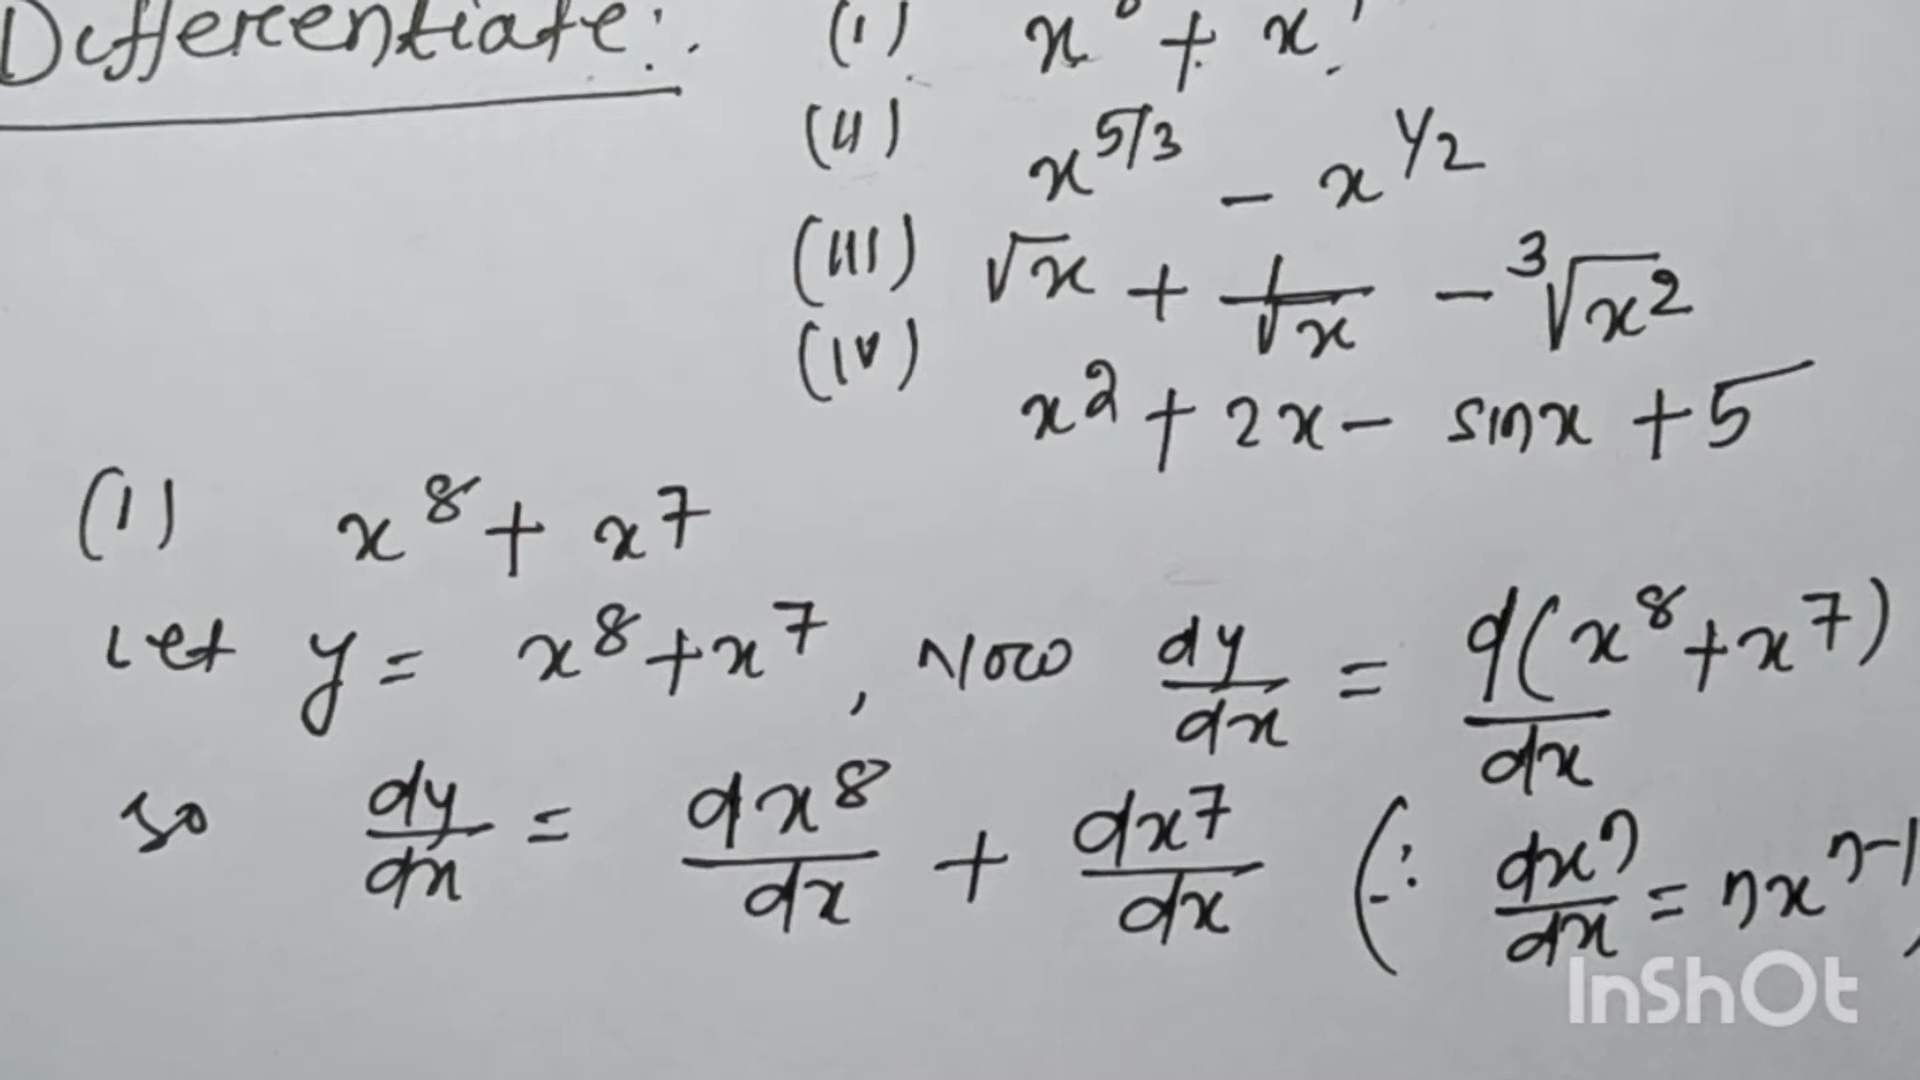 Differentiate: (i) x⁸ + x⁷
(ii) x^5/3 - x^1/2
(iii) √x + 1/√x - ³√x²
(iv) x² + 2x - sinx + 5
(i) x⁸ + x⁷
Let y = x⁸ + x⁷, Now dy/dx = d/dx (x⁸ + x⁷)
so dy/dx = dx⁸/dx + dx⁷/dx (∵ dxⁿ/dx = nxⁿ⁻¹)
InShOt